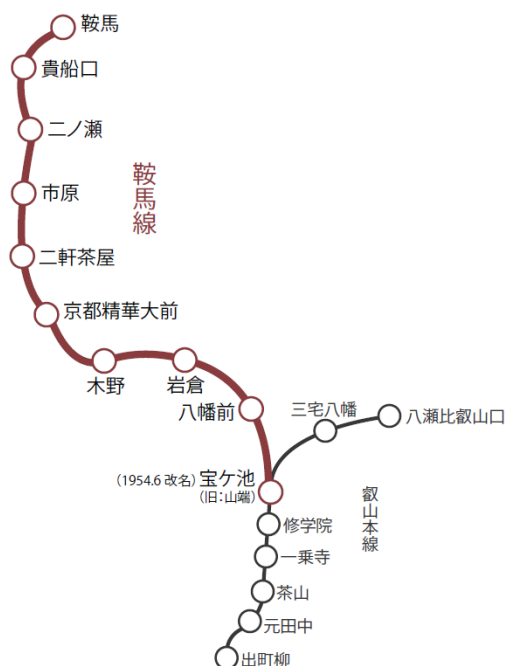 鞍馬
貴船口
二ノ瀬
市原
鞍馬線
二軒茶屋
京都精華大前
木野
岩倉
八幡前
三宅八幡
八瀬比叡山口
(1954.6 改名)宝ケ池
(旧:山端)
叡山本線
修学院
一乗寺
茶山
元田中
出町柳